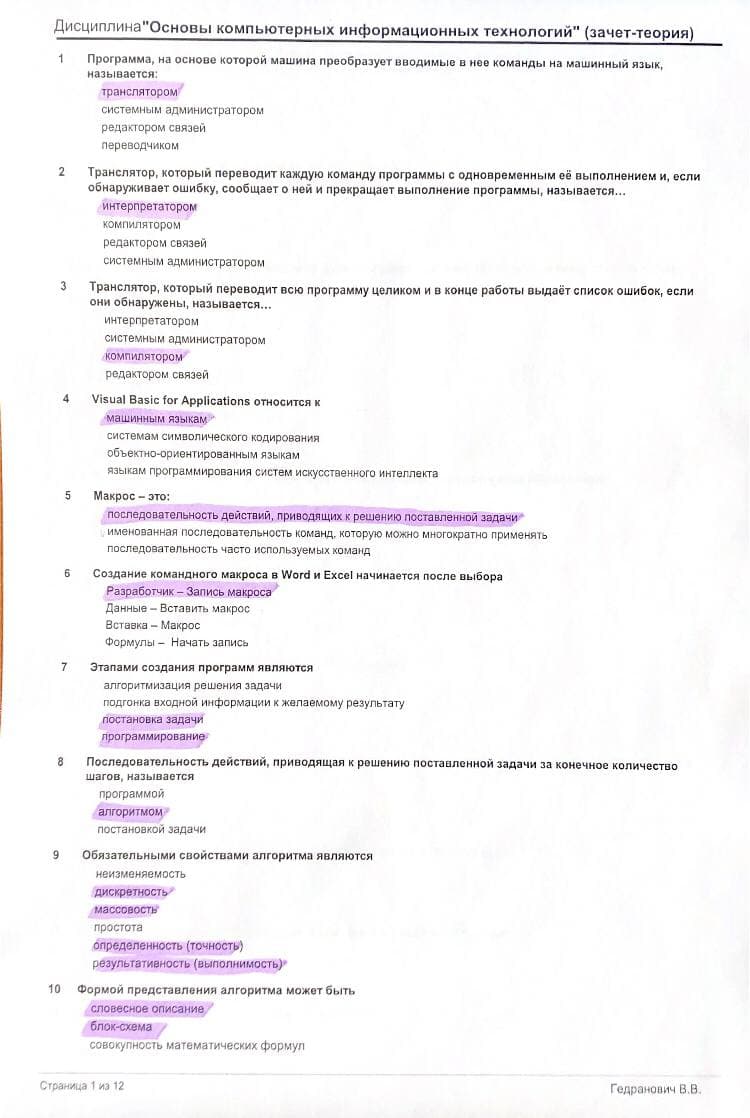 Дисциплина"Основы компьютерных информационных технологий" (зачет-теория)
1 Программа, на основе которой машина преобразует вводимые в нее команды на машинный язык,
называется:
транслятором
системным администратором
редактором связей
переводчиком
2 Транслятор, который переводит каждую команду программы с одновременным её выполнением и, если
обнаруживает ошибку, сообщает о ней и прекращает выполнение программы, называется...
интерпретатором
компилятором
редактором связей
системным администратором
3 Транслятор, который переводит всю программу целиком и в конце работы выдаёт список ошибок, если
они обнаружены, называется...
интерпретатором
системным администратором
компилятором
редактором связей
4 Visual Basic for Applications относится к
машинным языкам
системам символического кодирования
объектно-ориентированным языкам
языкам программирования систем искусственного интеллекта
5 Макрос – это:
последовательность действий, приводящих к решению поставленной задачи
именованная последовательность команд, которую можно многократно применять
последовательность часто используемых команд
6 Создание командного макроса в Word и Excel начинается после выбора
Разработчик – Запись макроса
Данные – Вставить макрос
Вставка – Макрос
Формулы – Начать запись
7 Этапами создания программ являются
алгоритмизация решения задачи
подгонка входной информации к желаемому результату
постановка задачи
программирование
8 Последовательность действий, приводящая к решению поставленной задачи за конечное количество
шагов, называется
программой
алгоритмом
постановкой задачи
9 Обязательными свойствами алгоритма являются
неизменяемость
дискретность
массовость
простота
определенность (точность)
результативность (выполнимость)
10 Формой представления алгоритма может быть
словесное описание
блок-схема
совокупность математических формул
Страница 1 из 12
Гедранович В.В.